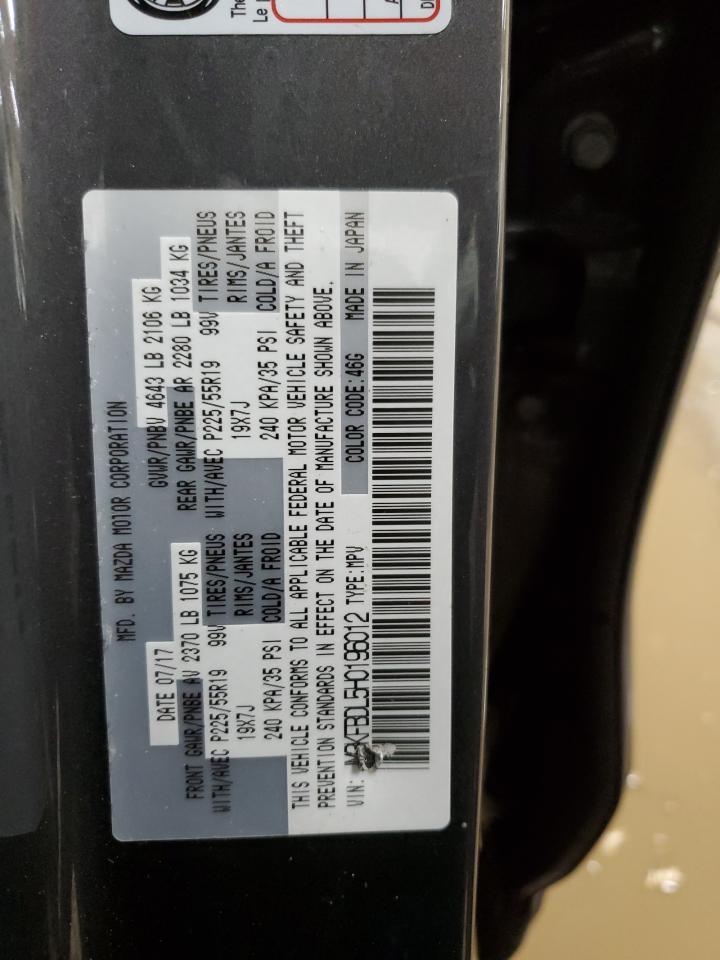 The
Le
MFD. BY MAZDA MOTOR CORPORATION
DATE 07/17 GVWR/PNBV 4643 LB 2106 KG
FRONT GAWR/PNBE AV 2370 LB 1075 KG REAR GAWR/PNBE AR 2280 LB 1034 KG
WITH/AVEC P225/55R19 99V TIRES/PNEUS WITH/AVEC P225/55R19 99V TIRES/PNEUS
19X7J RIMS/JANTES 19X7J RIMS/JANTES
240 KPA/35 PSI COLD/A FROID 240 KPA/35 PSI COLD/A FROID
THIS VEHICLE CONFORMS TO ALL APPLICABLE FEDERAL MOTOR VEHICLE SAFETY AND THEFT
PREVENTION STANDARDS IN EFFECT ON THE DATE OF MANUFACTURE SHOWN ABOVE.
VIN: TYPE:MPV COLOR CODE:46G MADE IN JAPAN